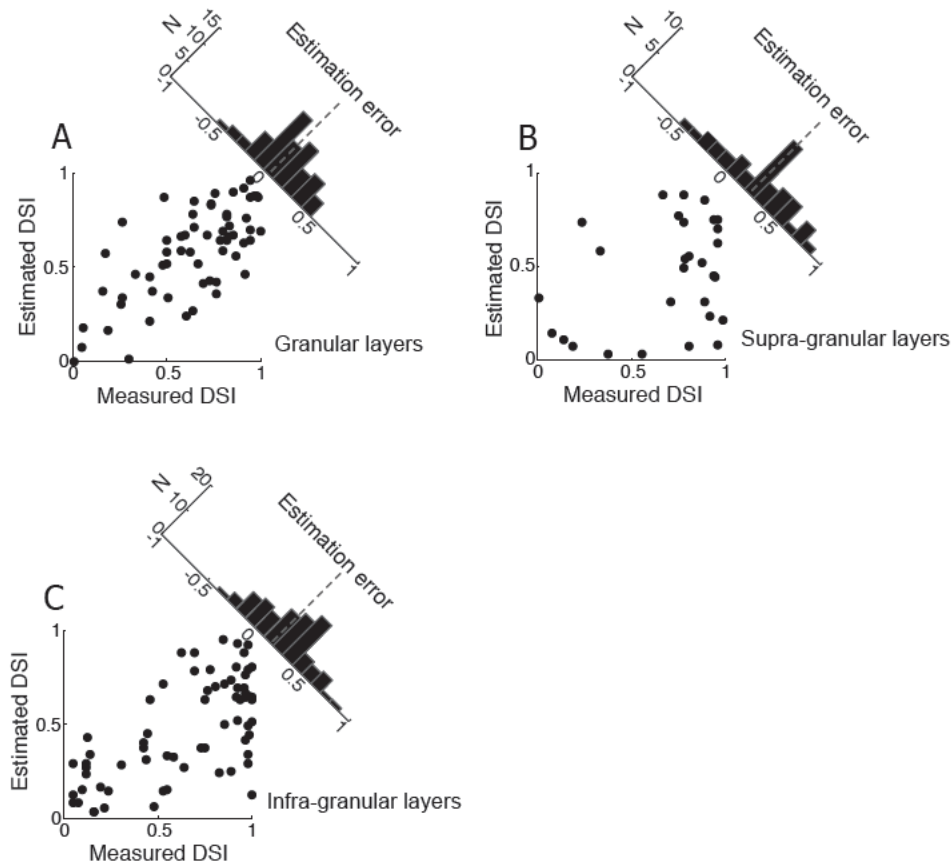 A
N
15
10
5
0
-1
-0.5
0
0.5
1
Estimation error
Estimated DSI
1
0.5
0
0
0.5
1
Measured DSI
Granular layers
B
N
10
5
0
-1
-0.5
0
0.5
1
Estimation error
Estimated DSI
1
0.5
0
0
0.5
1
Measured DSI
Supra-granular layers
C
N
20
10
0
-1
-0.5
0
0.5
1
Estimation error
Estimated DSI
1
0.5
0
0
0.5
1
Measured DSI
Infra-granular layers